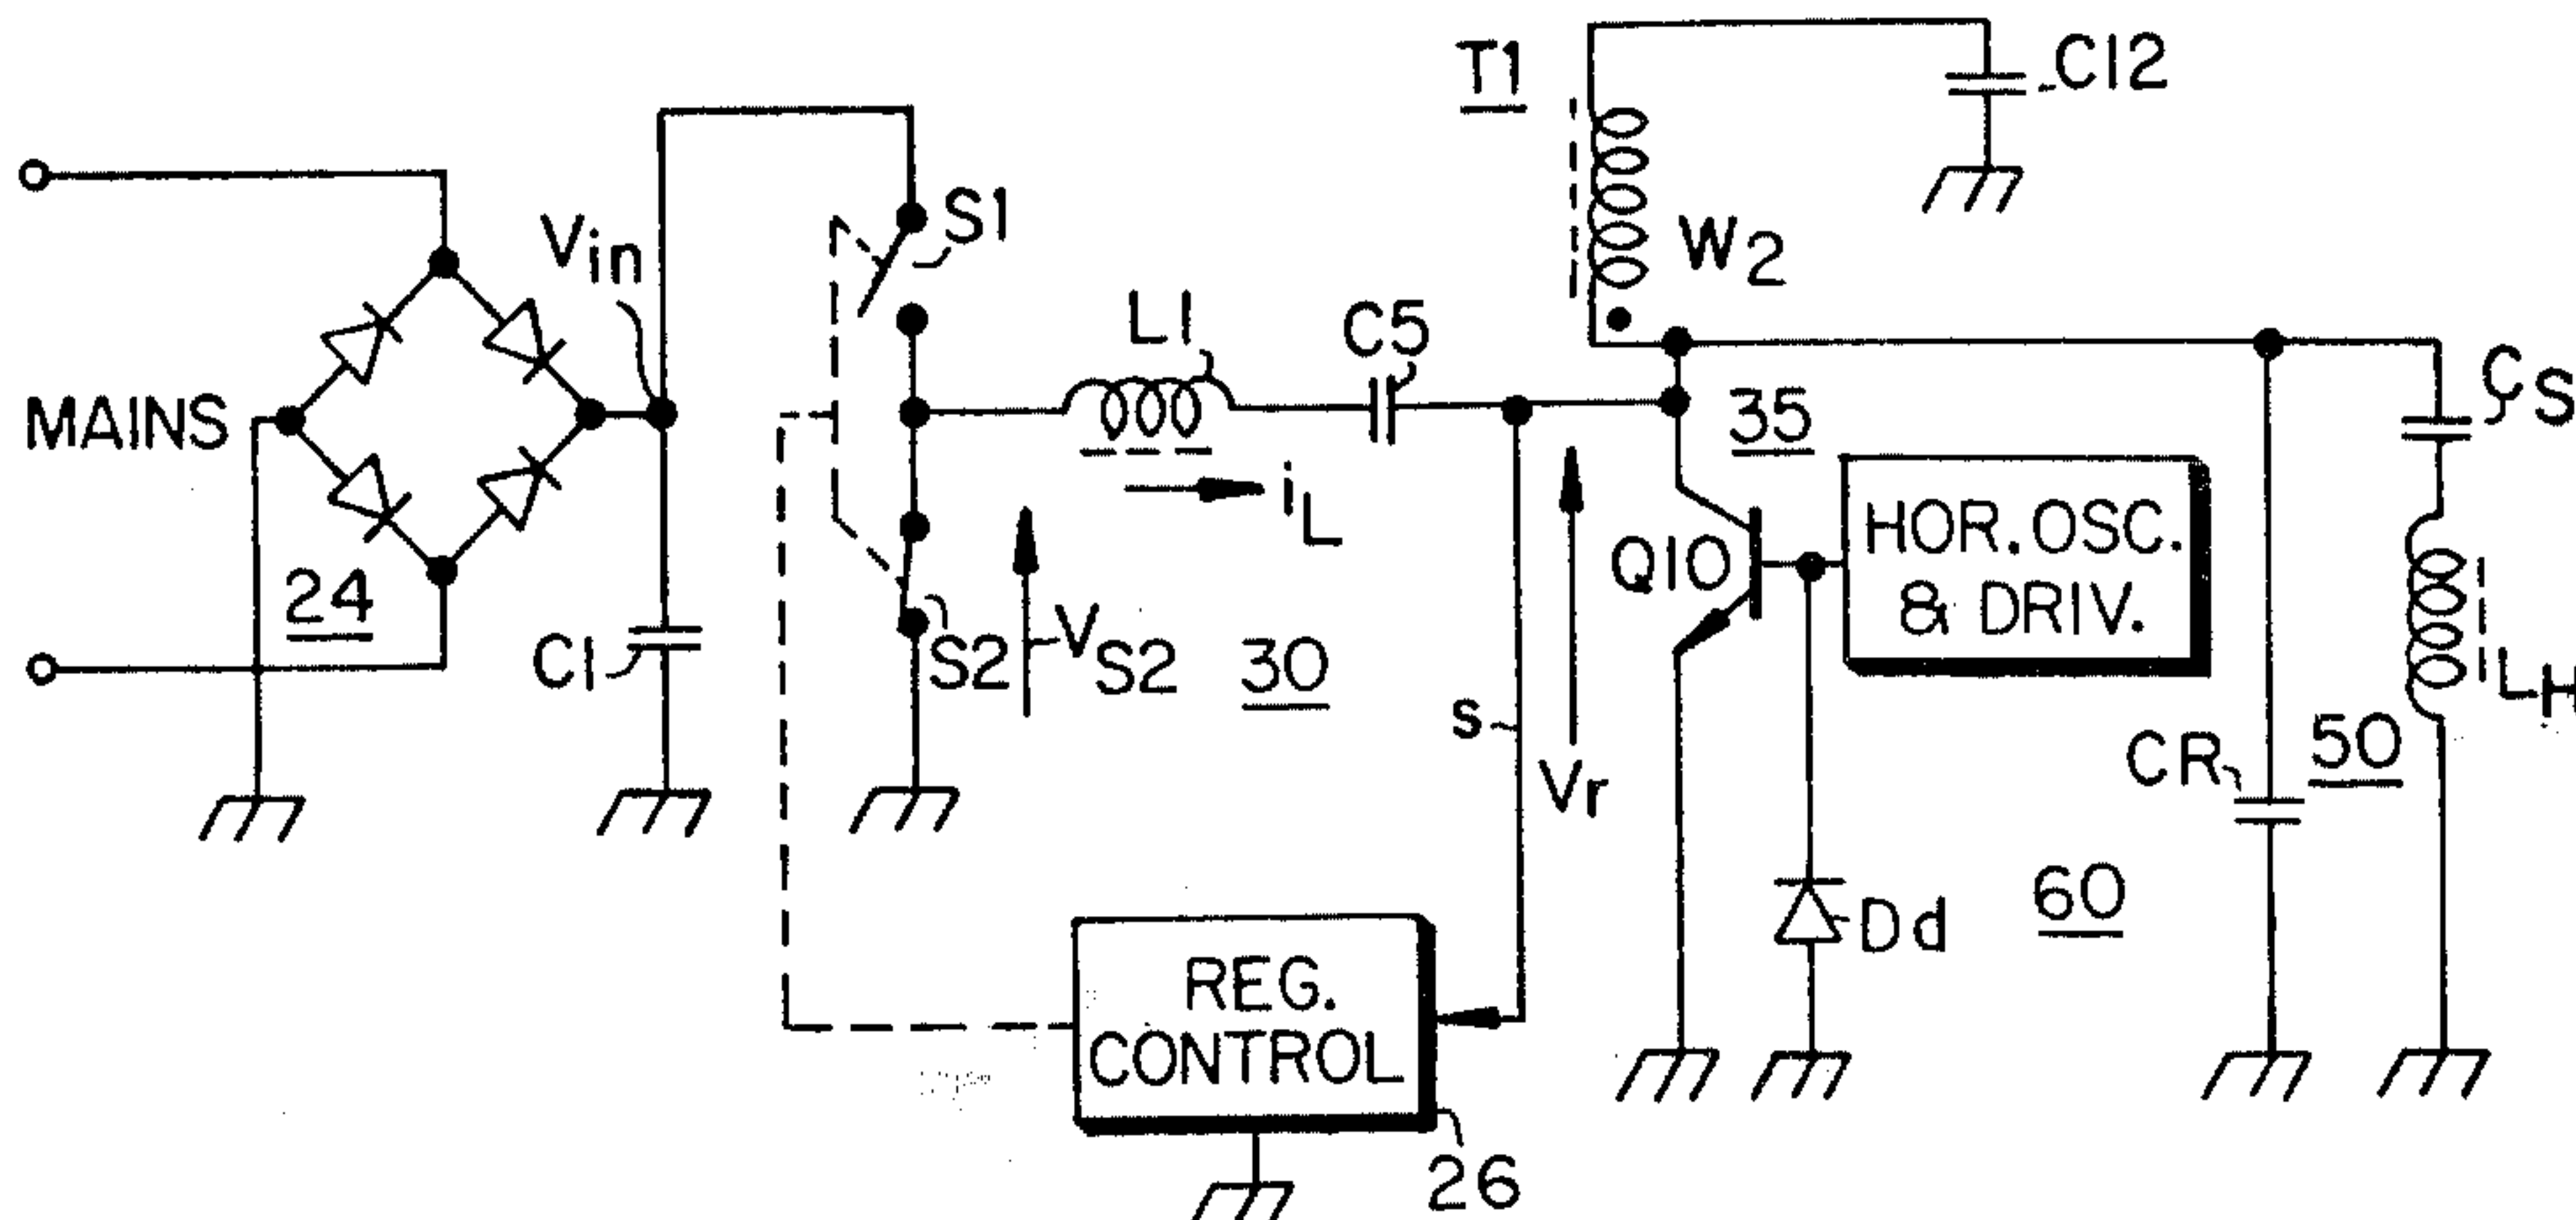 T1
C12
Vin
S1
W2
L1
C5
CS
MAINS
35
iL
HOR. OSC.
& DRIV.
Q10
24
C1
S2
VS2
30
s
Vr
LH
CR
50
60
Dd
REG.
CONTROL
26